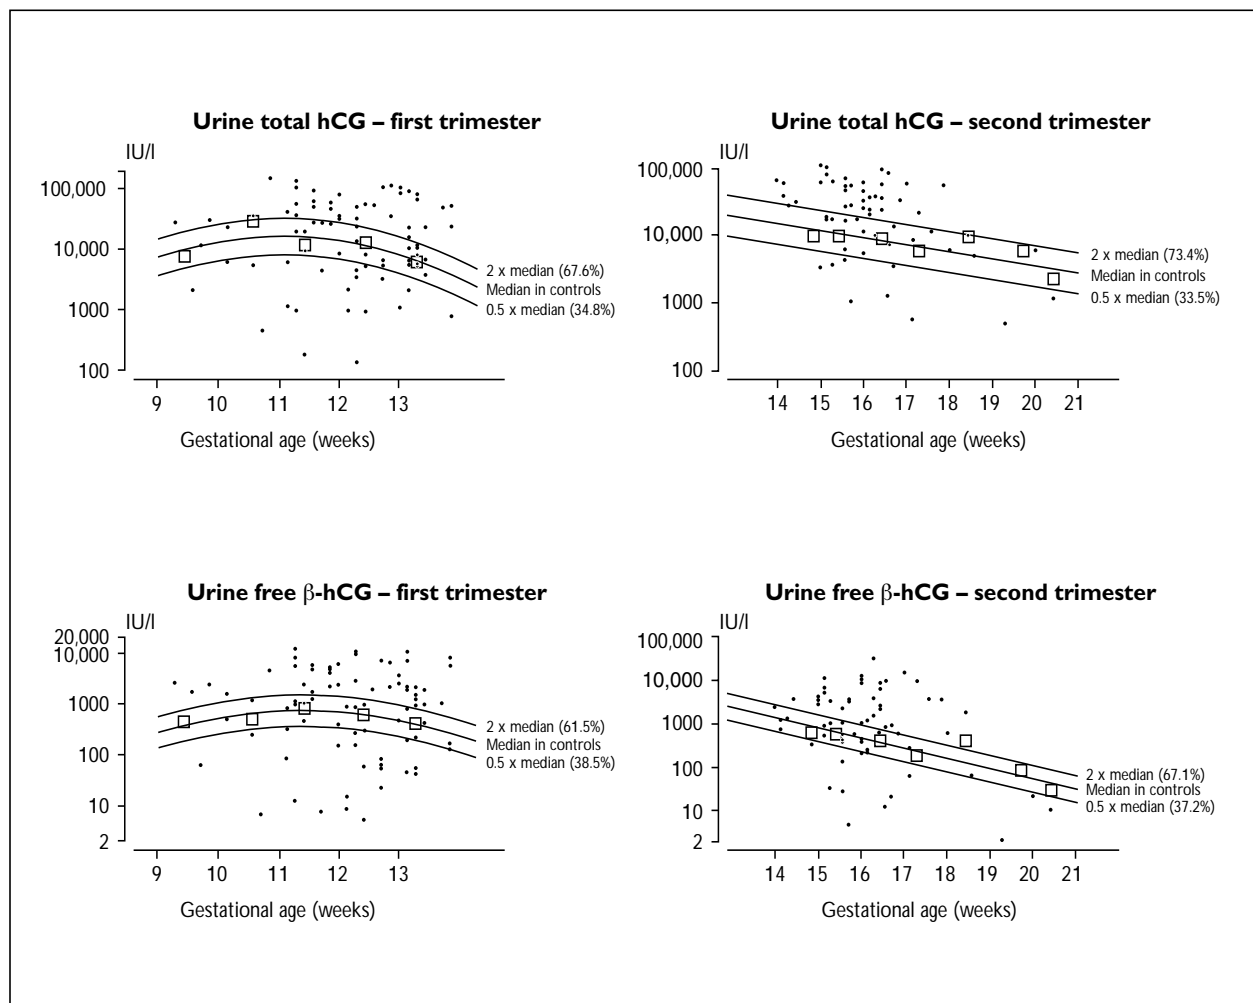 Urine total hCG – first trimester
IU/l
100,000
10,000
1000
100
2 x median (67.6%)
Median in controls
0.5 x median (34.8%)
9 10 11 12 13
Gestational age (weeks)
Urine total hCG – second trimester
IU/l
100,000
10,000
1000
100
2 x median (73.4%)
Median in controls
0.5 x median (33.5%)
14 15 16 17 18 19 20 21
Gestational age (weeks)
Urine free β-hCG – first trimester
IU/l
20,000
10,000
1000
100
10
2
2 x median (61.5%)
Median in controls
0.5 x median (38.5%)
9 10 11 12 13
Gestational age (weeks)
Urine free β-hCG – second trimester
IU/l
100,000
10,000
1000
100
10
2
2 x median (67.1%)
Median in controls
0.5 x median (37.2%)
14 15 16 17 18 19 20 21
Gestational age (weeks)